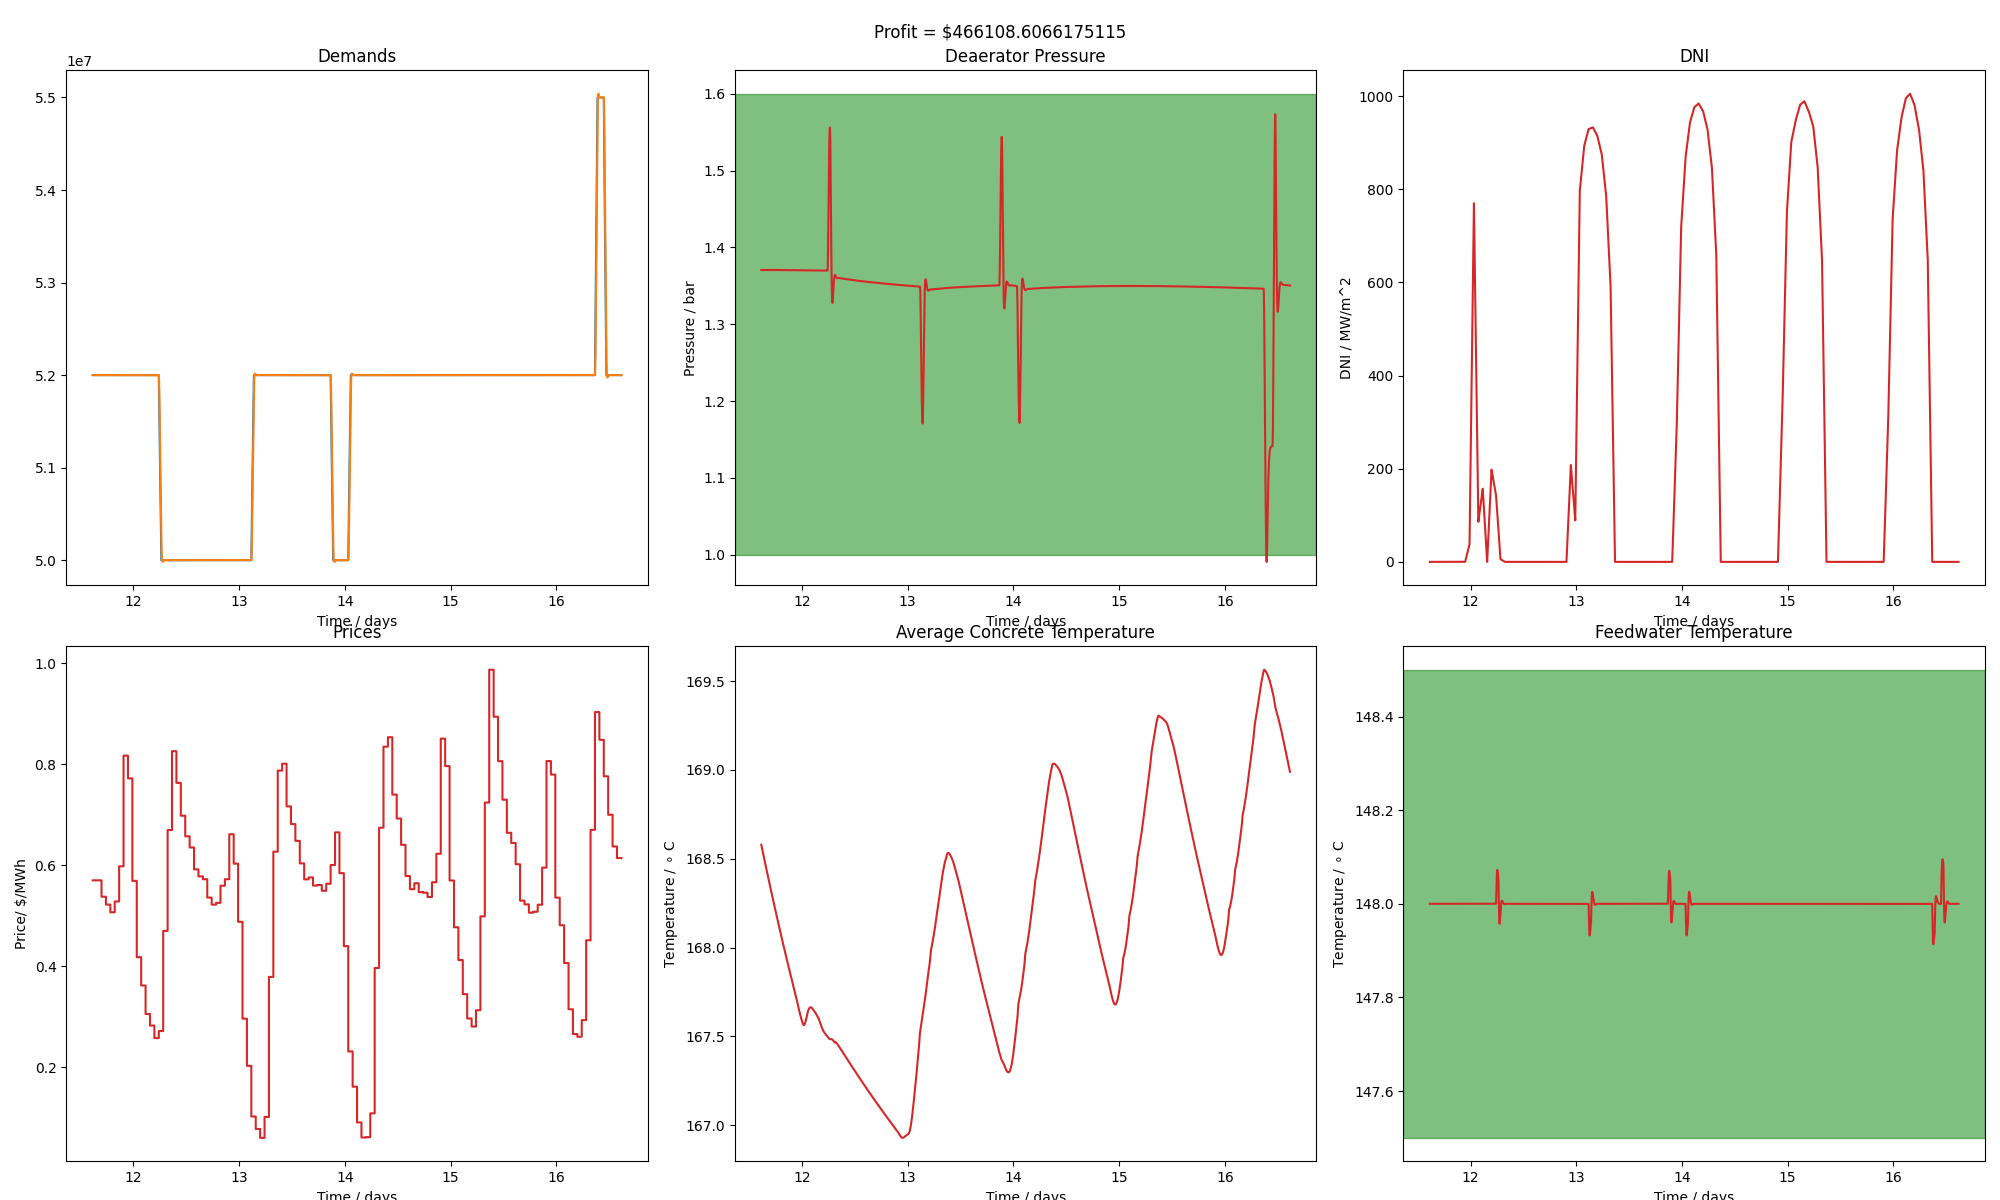 Profit = $466108.6066175115
Demands
1e7
5.5
5.4
5.3
5.2
5.1
5.0
12 13 14 15 16
Time / days
Deaerator Pressure
Pressure / bar
1.6
1.5
1.4
1.3
1.2
1.1
1.0
12 13 14 15 16
Time / days
DNI
DNI / MW/m^2
1000
800
600
400
200
0
12 13 14 15 16
Time / days
Prices
Price/ $/MWh
1.0
0.8
0.6
0.4
0.2
12 13 14 15 16
Time / days
Average Concrete Temperature
Temperature / ∘ C
169.5
169.0
168.5
168.0
167.5
167.0
12 13 14 15 16
Time / days
Feedwater Temperature
Temperature / ∘ C
148.4
148.2
148.0
147.8
147.6
12 13 14 15 16
Time / days